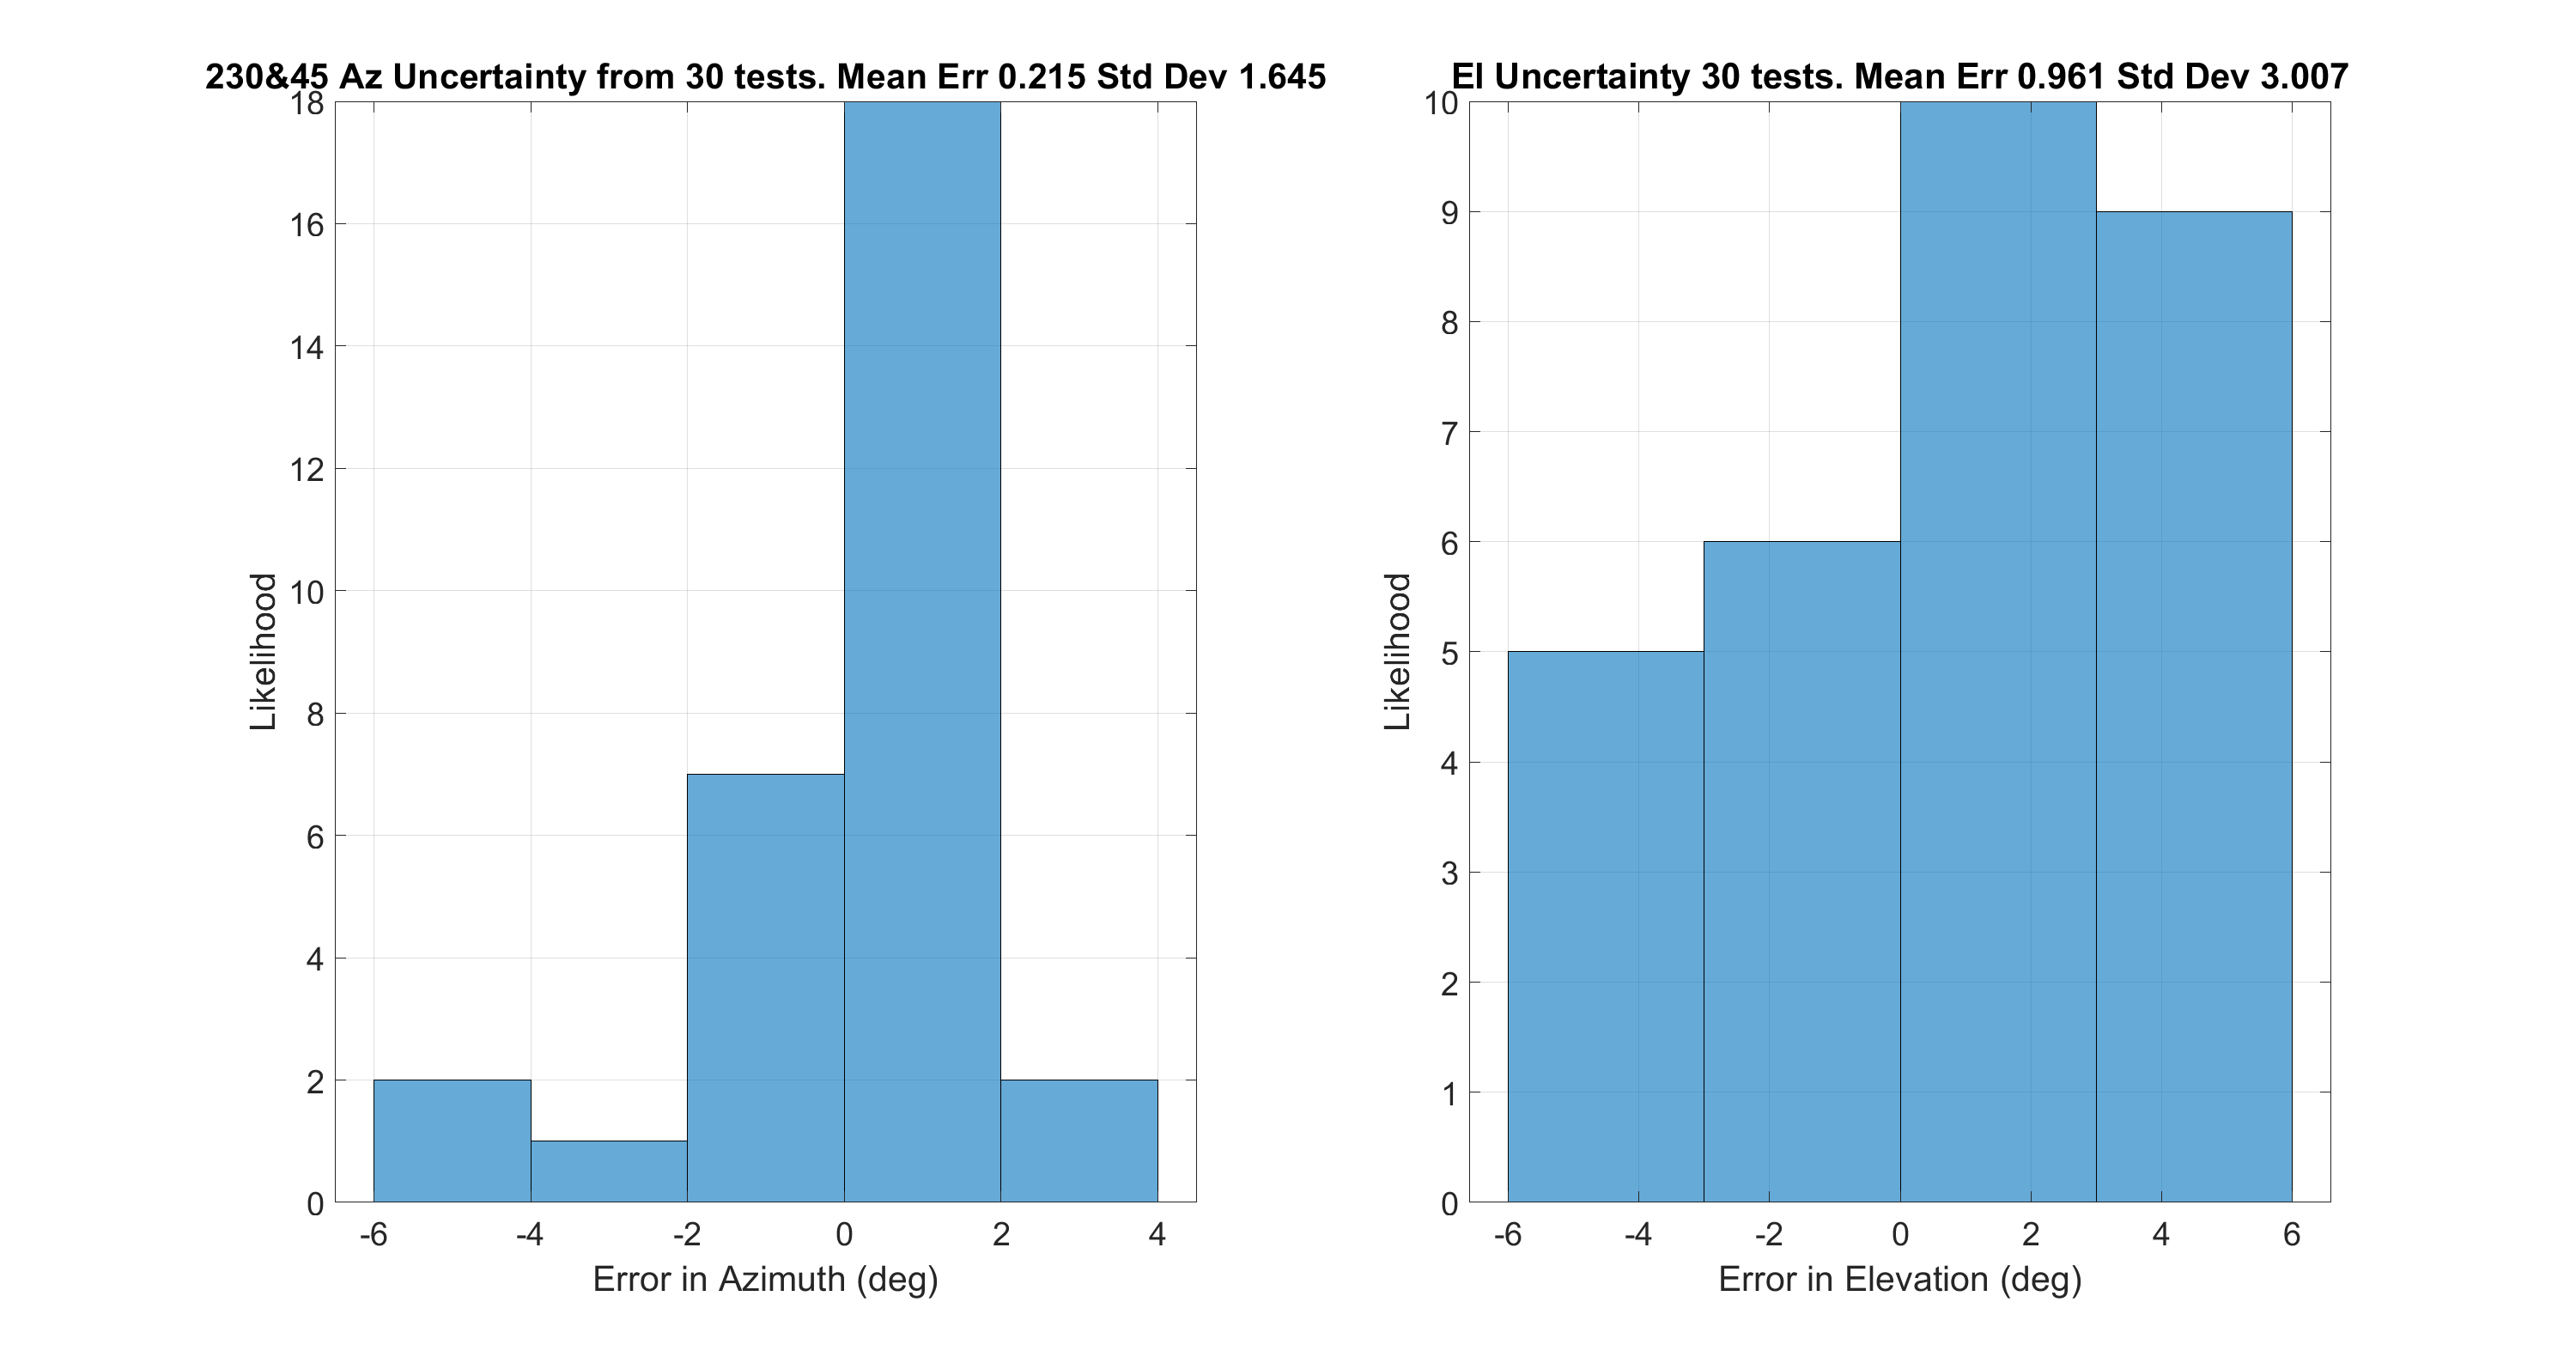 230&45 Az Uncertainty from 30 tests. Mean Err 0.215 Std Dev 1.645
18
16
14
12
10
8
6
4
2
0
Likelihood
-6 -4 -2 0 2 4
Error in Azimuth (deg)
El Uncertainty 30 tests. Mean Err 0.961 Std Dev 3.007
10
9
8
7
6
5
4
3
2
1
0
Likelihood
-6 -4 -2 0 2 4 6
Error in Elevation (deg)